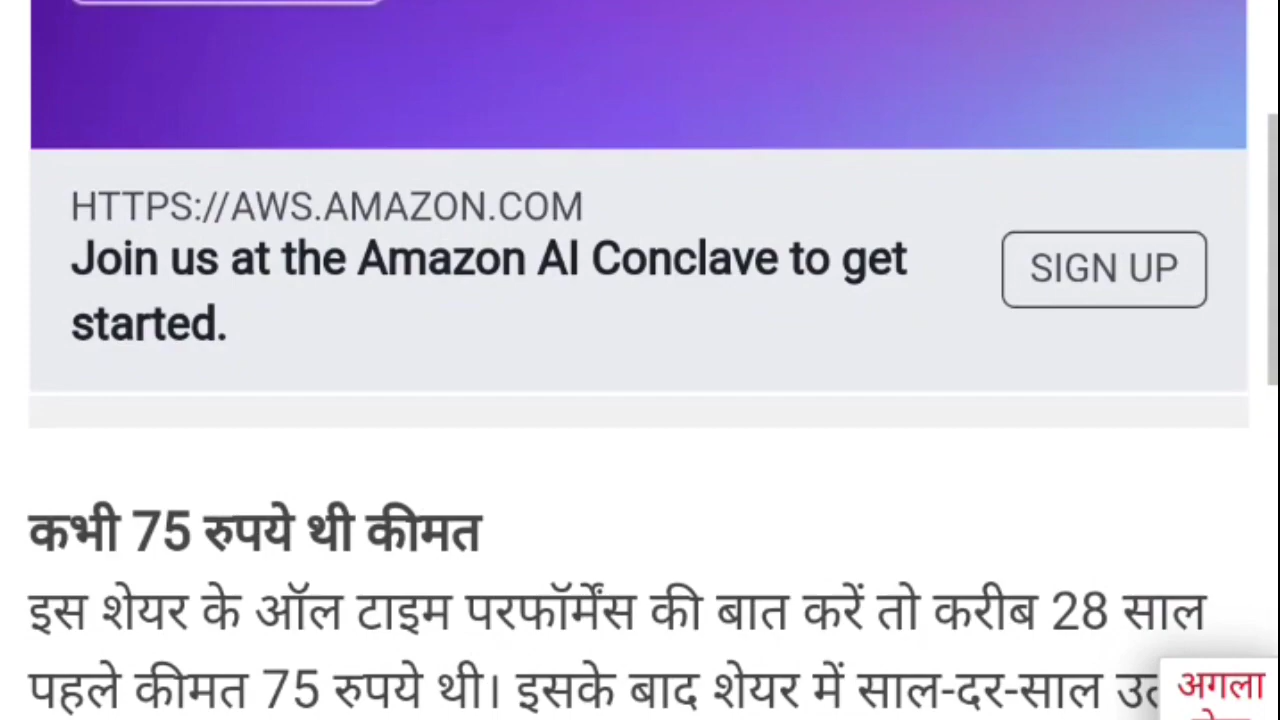 HTTPS://AWS.AMAZON.COM
Join us at the Amazon AI Conclave to get
started.
SIGN UP
कभी 75 रुपये थी कीमत
इस शेयर के ऑल टाइम परफॉर्मेंस की बात करें तो करीब 28 साल
पहले कीमत 75 रुपये थी। इसके बाद शेयर में साल-दर-साल
अगला